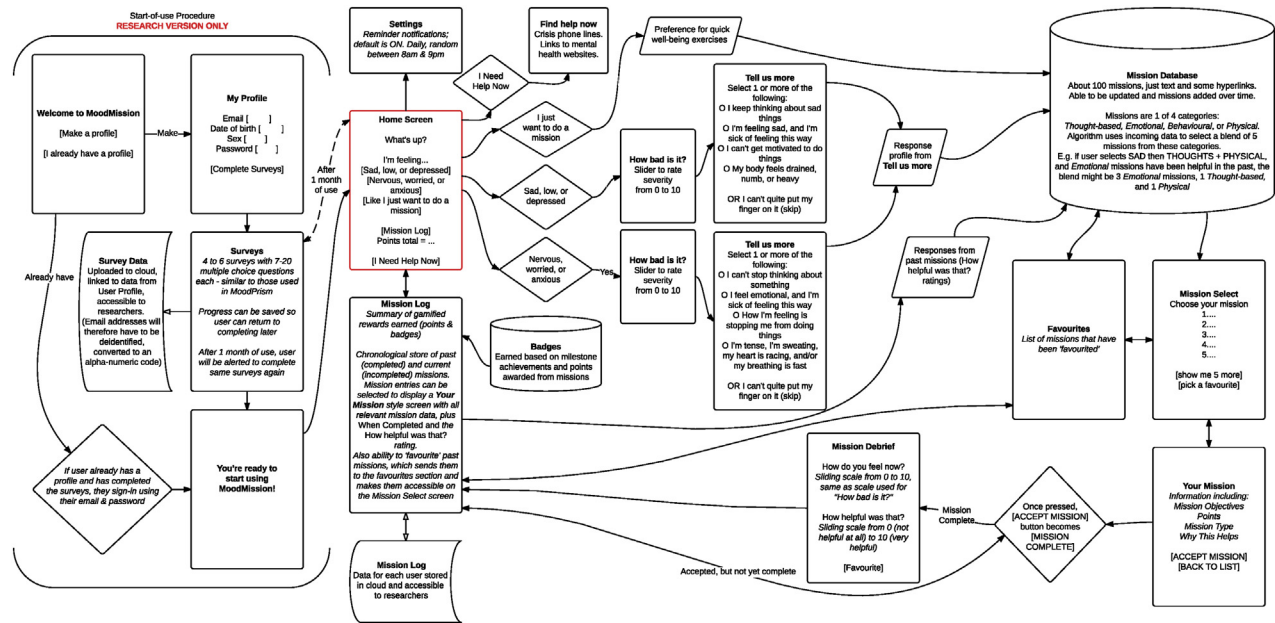 Start-of-use Procedure
RESEARCH VERSION ONLY
Welcome to MoodMission
[Make a profile]
[I already have a profile]
Make
My Profile
Email [ ]
Date of birth [ ]
Sex [ ]
Password [ ]
[Complete Surveys]
Already have
Survey Data
Uploaded to cloud,
linked to data from
User Profile,
accessible to
researchers.
(Email addresses will
therefore have to be
deidentified,
converted to an
alpha-numeric code)
Surveys
4 to 6 surveys with 7-20
multiple choice questions
each - similar to those used
in MoodPrism
Progress can be saved so
user can return to
completing later
After 1 month of use, user
will be alerted to complete
same surveys again
If user already has a
profile and has completed
the surveys, they sign-in using
their email & password
You're ready to
start using
MoodMission!
After
1 month
of use
Settings
Reminder notifications;
default is ON. Daily, random
between 8am & 9pm
Home Screen
What's up?
I'm feeling...
[Sad, low, or depressed]
[Nervous, worried, or
anxious]
[Like I just want to do a
mission]
[Mission Log]
Points total = ...
[I Need Help Now]
Mission Log
Summary of gamified
rewards earned (points &
badges)
Chronological store of past
(completed) and current
(incompleted) missions.
Mission entries can be
selected to display a Your
Mission style screen with all
relevant mission data, plus
When Completed and the
How helpful was that?
rating.
Also ability to 'favourite' past
missions, which sends them
to the favourites section and
makes them accessible on
the Mission Select screen
Mission Log
Data for each user stored
in cloud and accessible
to researchers
Badges
Earned based on milestone
achievements and points
awarded from missions
Find help now
Crisis phone lines.
Links to mental
health websites.
I Need
Help Now
I just
want to do a
mission
Sad, low, or
depressed
Nervous,
worried, or
anxious
Yes
Preference for quick
well-being exercises
How bad is it?
Slider to rate
severity
from 0 to 10
How bad is it?
Slider to rate
severity
from 0 to 10
Tell us more
Select 1 or more of the
following:
O I keep thinking about sad
things
O I'm feeling sad, and I'm
sick of feeling this way
O I can't get motivated to do
things
O My body feels drained,
numb, or heavy
OR I can't quite put my
finger on it (skip)
Tell us more
Select 1 or more of the
following:
O I can't stop thinking about
something
O I feel emotional, and I'm
sick of feeling this way
O How I'm feeling is
stopping me from doing
things
O I'm tense, I'm sweating,
my heart is racing, and/or
my breathing is fast
OR I can't quite put my
finger on it (skip)
Response
profile from
Tell us more
Responses from
past missions (How
helpful was that?
ratings)
Mission Database
About 100 missions, just text and some hyperlinks.
Able to be updated and missions added over time.
Missions are 1 of 4 categories:
Thought-based, Emotional, Behavioural, or Physical.
Algorithm uses incoming data to select a blend of 5
missions from these categories.
E.g. if user selects SAD then THOUGHTS + PHYSICAL,
and Emotional missions have been helpful in the past, the
blend might be 3 Emotional missions, 1 Thought-based,
and 1 Physical
Favourites
List of missions that have
been 'favourited'
Mission Select
Choose your mission
1....
2....
3....
4....
5....
[show me 5 more]
[pick a favourite]
Your Mission
Information including:
Mission Objectives
Points
Mission Type
Why This Helps
[ACCEPT MISSION]
[BACK TO LIST]
Once pressed,
[ACCEPT MISSION]
button becomes
[MISSION
COMPLETE]
Mission
Complete
Mission Debrief
How do you feel now?
Sliding scale from 0 to 10,
same as scale used for
"How bad is it?"
How helpful was that?
Sliding scale from 0 (not
helpful at all) to 10 (very
helpful)
[Favourite]
Accepted, but not yet complete